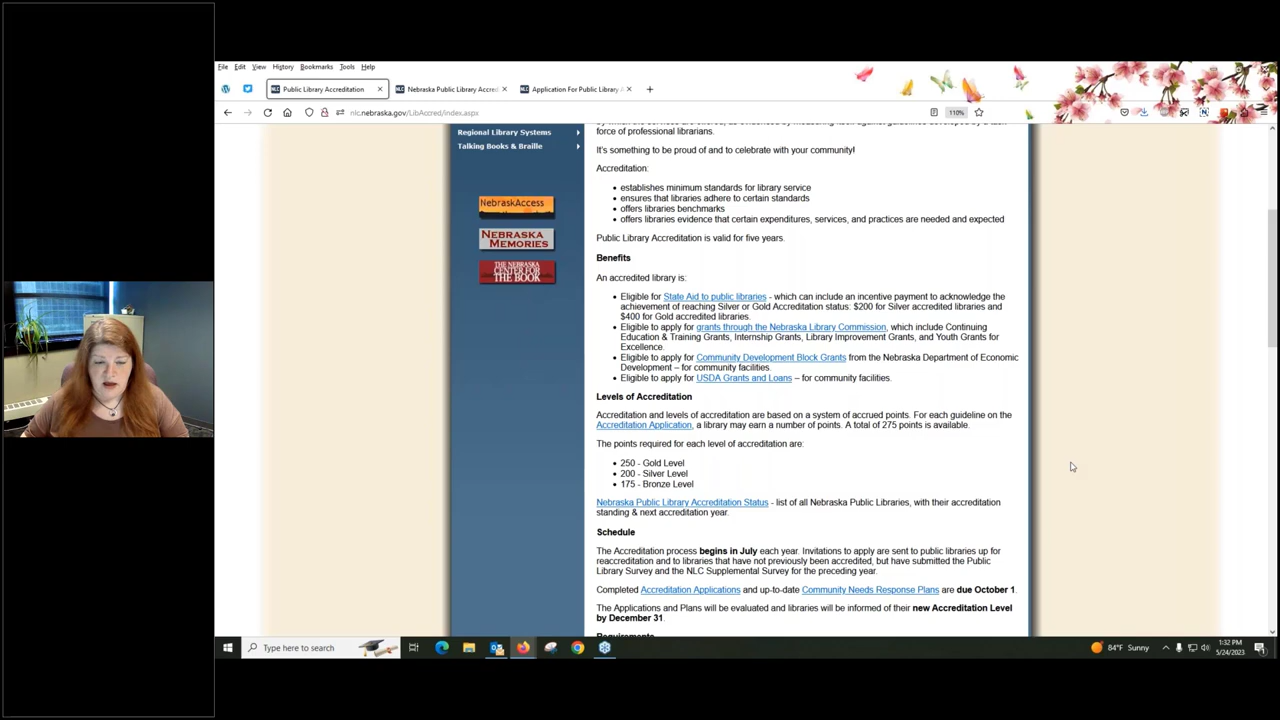 File Edit View History Bookmarks Tools Help
Public Library Accreditation
Nebraska Public Library Accred
Application For Public Library A
nlc.nebraska.gov/LibAccred/index.aspx
110%
Regional Library Systems
Talking Books & Braille
NebraskAccess
NEBRASKA MEMORIES
THE NEBRASKA
CENTER FOR
THE BOOK
force of professional librarians.
It's something to be proud of and to celebrate with your community!
Accreditation:
establishes minimum standards for library service
ensures that libraries adhere to certain standards
offers libraries benchmarks
offers libraries evidence that certain expenditures, services, and practices are needed and expected
Public Library Accreditation is valid for five years.
Benefits
An accredited library is:
Eligible for State Aid to public libraries - which can include an incentive payment to acknowledge the
achievement of reaching Silver or Gold Accreditation status: $200 for Silver accredited libraries and
$400 for Gold accredited libraries.
Eligible to apply for grants through the Nebraska Library Commission, which include Continuing
Education & Training Grants, Internship Grants, Library Improvement Grants, and Youth Grants for
Excellence.
Eligible to apply for Community Development Block Grants from the Nebraska Department of Economic
Development – for community facilities.
Eligible to apply for USDA Grants and Loans – for community facilities.
Levels of Accreditation
Accreditation and levels of accreditation are based on a system of accrued points. For each guideline on the
Accreditation Application, a library may earn a number of points. A total of 275 points is available.
The points required for each level of accreditation are:
250 - Gold Level
200 - Silver Level
175 - Bronze Level
Nebraska Public Library Accreditation Status - list of all Nebraska Public Libraries, with their accreditation
standing & next accreditation year.
Schedule
The Accreditation process begins in July each year. Invitations to apply are sent to public libraries up for
reaccreditation and to libraries that have not previously been accredited, but have submitted the Public
Library Survey and the NLC Supplemental Survey for the preceding year.
Completed Accreditation Applications and up-to-date Community Needs Response Plans are due October 1.
The Applications and Plans will be evaluated and libraries will be informed of their new Accreditation Level
by December 31.
Requirements
Type here to search
84°F Sunny
1:32 PM
5/24/2023